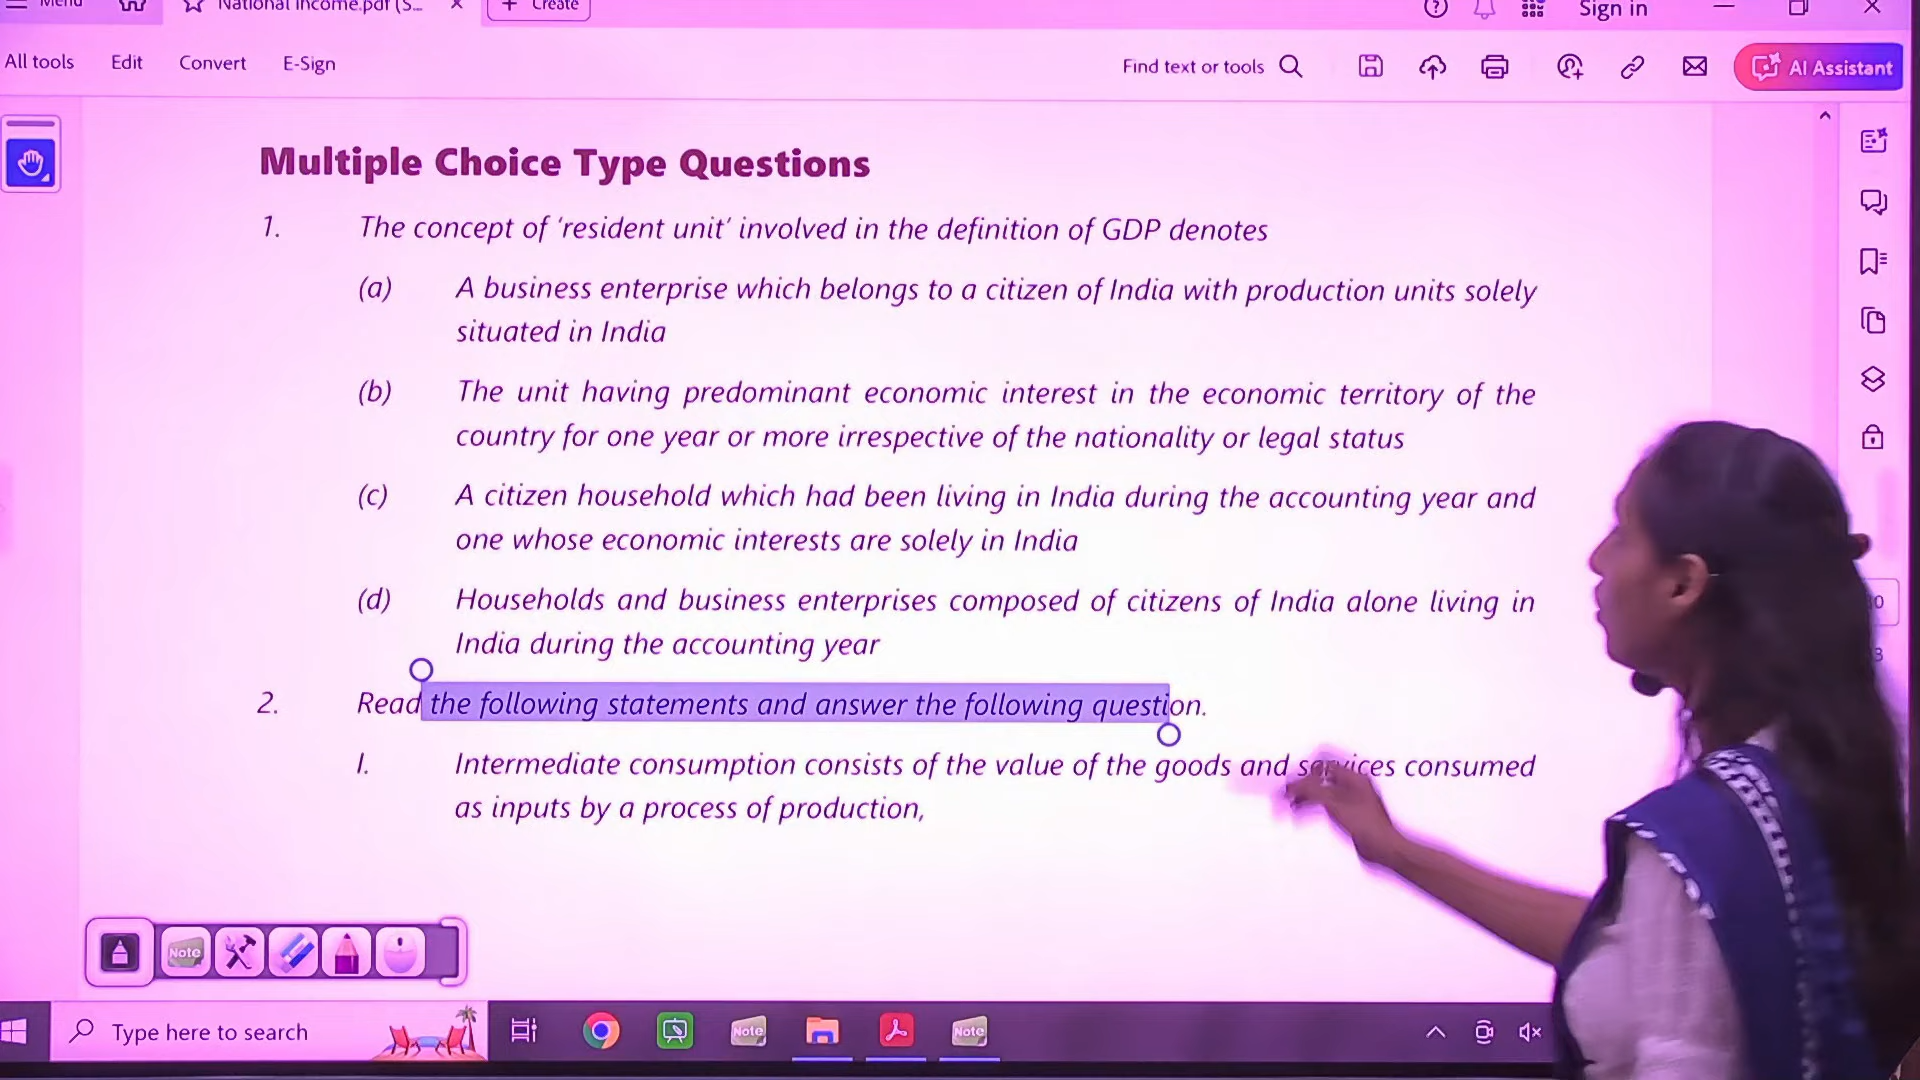 Menu
National Income.pdf (S...
Create
Sign in
All tools
Edit
Convert
E-Sign
Find text or tools
AI Assistant
Multiple Choice Type Questions
1. The concept of ‘resident unit’ involved in the definition of GDP denotes
(a) A business enterprise which belongs to a citizen of India with production units solely
situated in India
(b) The unit having predominant economic interest in the economic territory of the
country for one year or more irrespective of the nationality or legal status
(c) A citizen household which had been living in India during the accounting year and
one whose economic interests are solely in India
(d) Households and business enterprises composed of citizens of India alone living in
India during the accounting year
2. Read the following statements and answer the following question.
I. Intermediate consumption consists of the value of the goods and services consumed
as inputs by a process of production,
Note
Type here to search
Note
Note